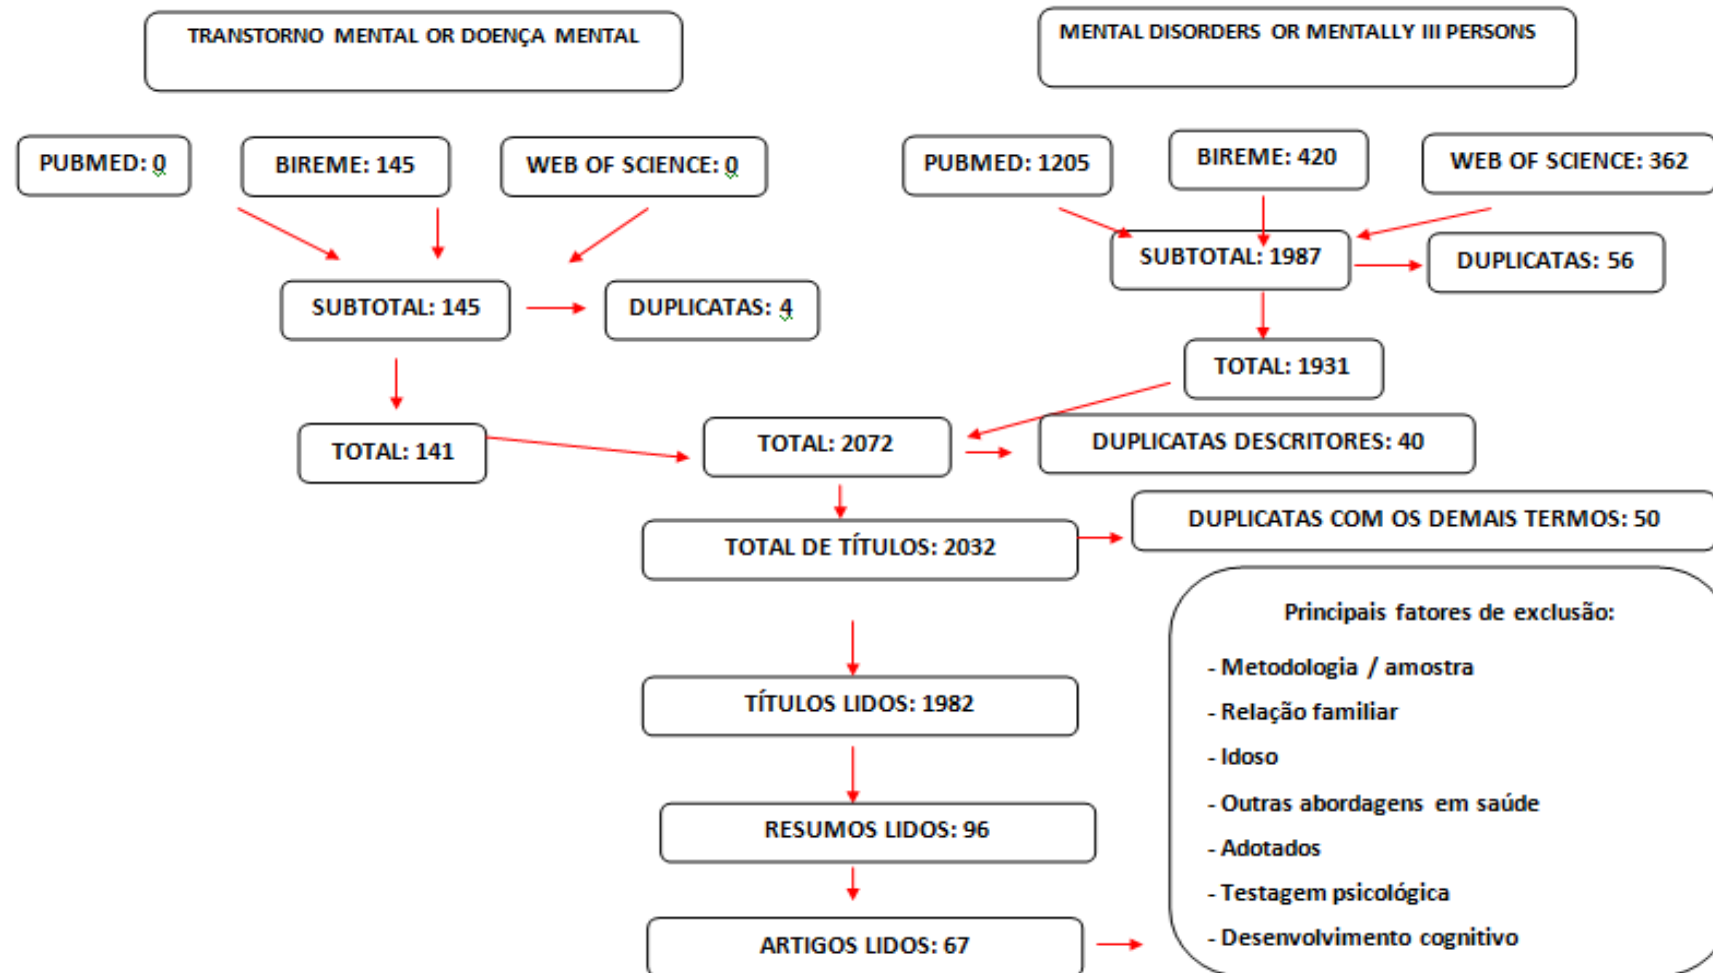 TRANSTORNO MENTAL OR DOENÇA MENTAL
MENTAL DISORDERS OR MENTALLY III PERSONS
PUBMED: 0
BIREME: 145
WEB OF SCIENCE: 0
PUBMED: 1205
BIREME: 420
WEB OF SCIENCE: 362
SUBTOTAL: 1987
DUPLICATAS: 56
SUBTOTAL: 145
DUPLICATAS: 4
TOTAL: 1931
TOTAL: 141
TOTAL: 2072
DUPLICATAS DESCRITORES: 40
DUPLICATAS COM OS DEMAIS TERMOS: 50
TOTAL DE TÍTULOS: 2032
TÍTULOS LIDOS: 1982
RESUMOS LIDOS: 96
ARTIGOS LIDOS: 67
Principais fatores de exclusão:
- Metodologia / amostra
- Relação familiar
- Idoso
- Outras abordagens em saúde
- Adotados
- Testagem psicológica
- Desenvolvimento cognitivo